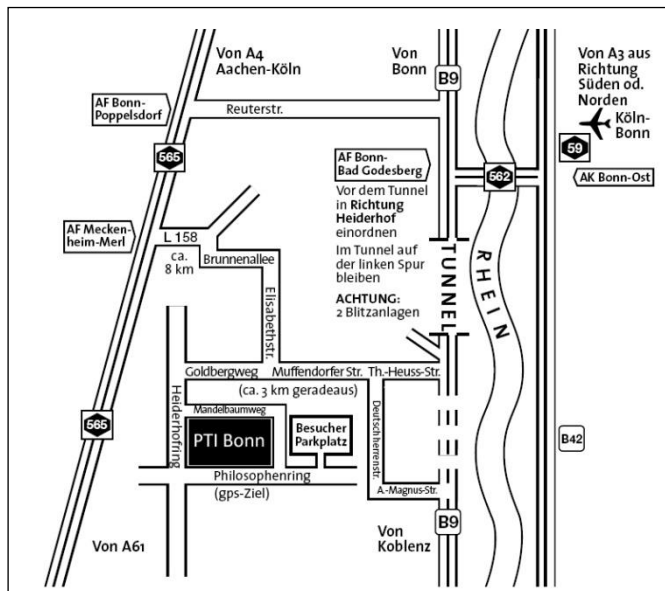 Von A4
Aachen-Köln
Von
Bonn
B9
Von A3 aus
Richtung
Süden od.
Norden
Köln-
Bonn
59
AK Bonn-Ost
AF Bonn-
Poppelsdorf
Reuterstr.
565
AF Bonn-
Bad Godesberg
562
Vor dem Tunnel
in Richtung
Heiderhof
einordnen
Im Tunnel auf
der linken Spur
bleiben
ACHTUNG:
2 Blitzanlagen
TUNNEL
RHEIN
AF Mecken-
heim-Merl
L 158
ca.
8 km
Brunnenallee
Elisabethstr.
Goldbergweg
Muffendorfer Str.
Th.-Heuss-Str.
(ca. 3 km geradeaus)
Heiderhofring
Mandelbaumweg
PTI Bonn
Besucher
Parkplatz
Deutschherrenstr.
565
B42
Philosophenring
(gps-Ziel)
A.-Magnus-Str.
B9
Von A61
Von
Koblenz